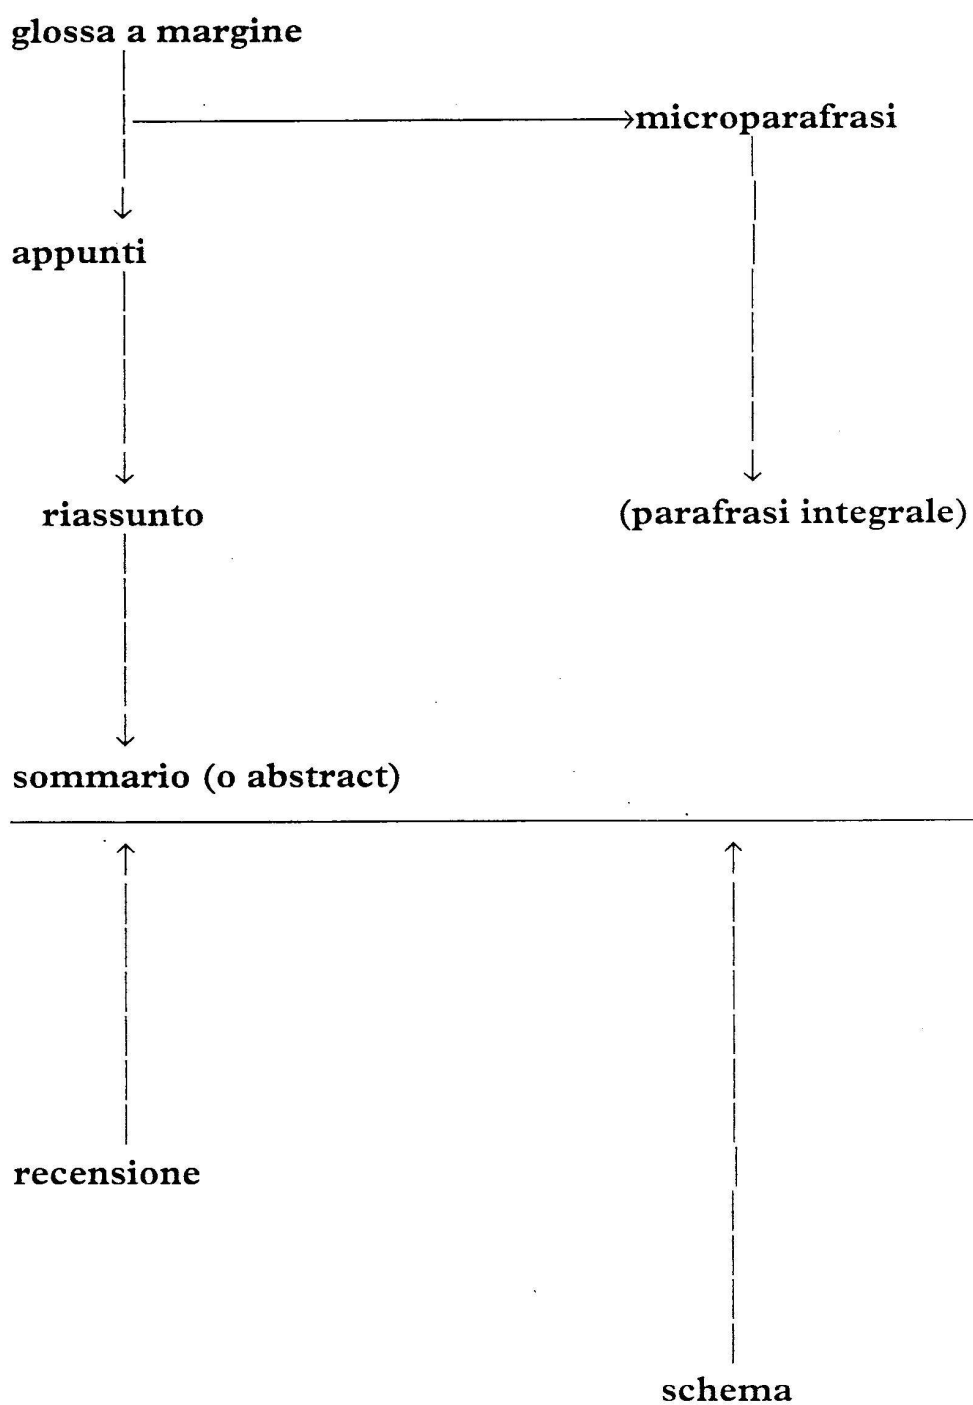 glossa a margine
microparafrasi
appunti
riassunto
(parafrasi integrale)
sommario (o abstract)
recensione
schema